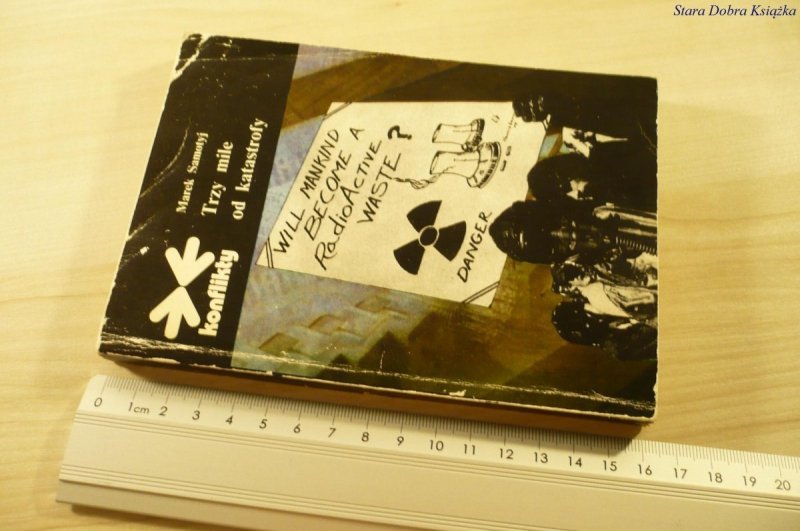 Stara Dobra Książka
Marek Samotyj
Trzy mile
od katastrofy
konflikty
WILL MANKIND
BECOME A
RadioActive
WASTE ?
DANGER
0 1cm 2 3 4 5 6 7 8 9 10 11 12 13 14 15 16 17 18 19 20